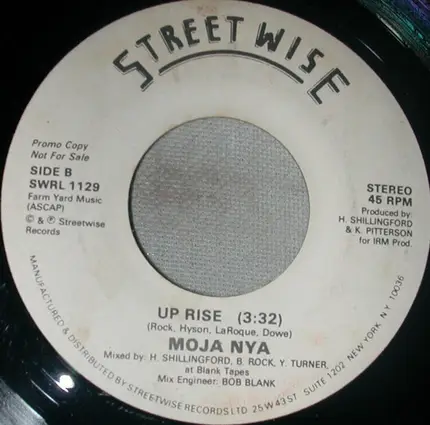 STREETWISE
Promo Copy
Not For Sale
SIDE B
SWRL 1129
Farm Yard Music
(ASCAP)
© & ℗ Streetwise
Records
STEREO
45 RPM
Produced by
H. SHILLINGFORD
& K. PITTERSON
for IRM Prod.
UP RISE (3:32)
(Rock, Hyson, LaRoque, Dowe)
MOJA NYA
Mixed by: H. SHILLINGFORD, B. ROCK, Y. TURNER,
at Blank Tapes
Mix Engineer: BOB BLANK
MANUFACTURED & DISTRIBUTED BY STREETWISE RECORDS LTD 25 W 43 ST. SUITE 1202 NEW YORK, N.Y. 10036